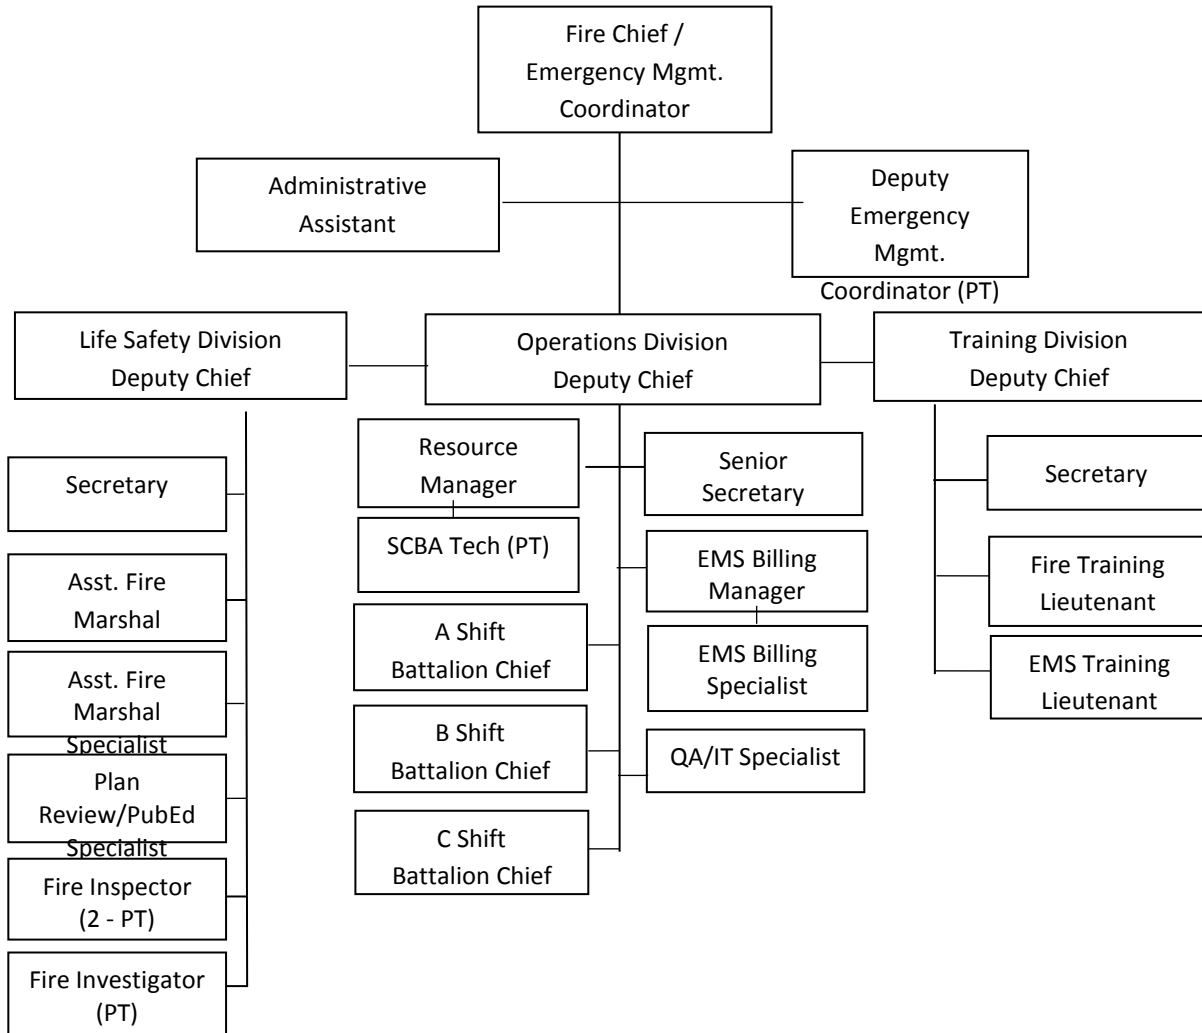 Fire Chief /
Emergency Mgmt.
Coordinator
Administrative
Assistant
Deputy
Emergency
Mgmt.
Coordinator (PT)
Life Safety Division
Deputy Chief
Operations Division
Deputy Chief
Training Division
Deputy Chief
Secretary
Asst. Fire
Marshal
Asst. Fire
Marshal
Specialist
Plan
Review/PubEd
Specialist
Fire Inspector
(2 - PT)
Fire Investigator
(PT)
Resource
Manager
SCBA Tech (PT)
A Shift
Battalion Chief
B Shift
Battalion Chief
C Shift
Battalion Chief
Senior
Secretary
EMS Billing
Manager
EMS Billing
Specialist
QA/IT Specialist
Secretary
Fire Training
Lieutenant
EMS Training
Lieutenant